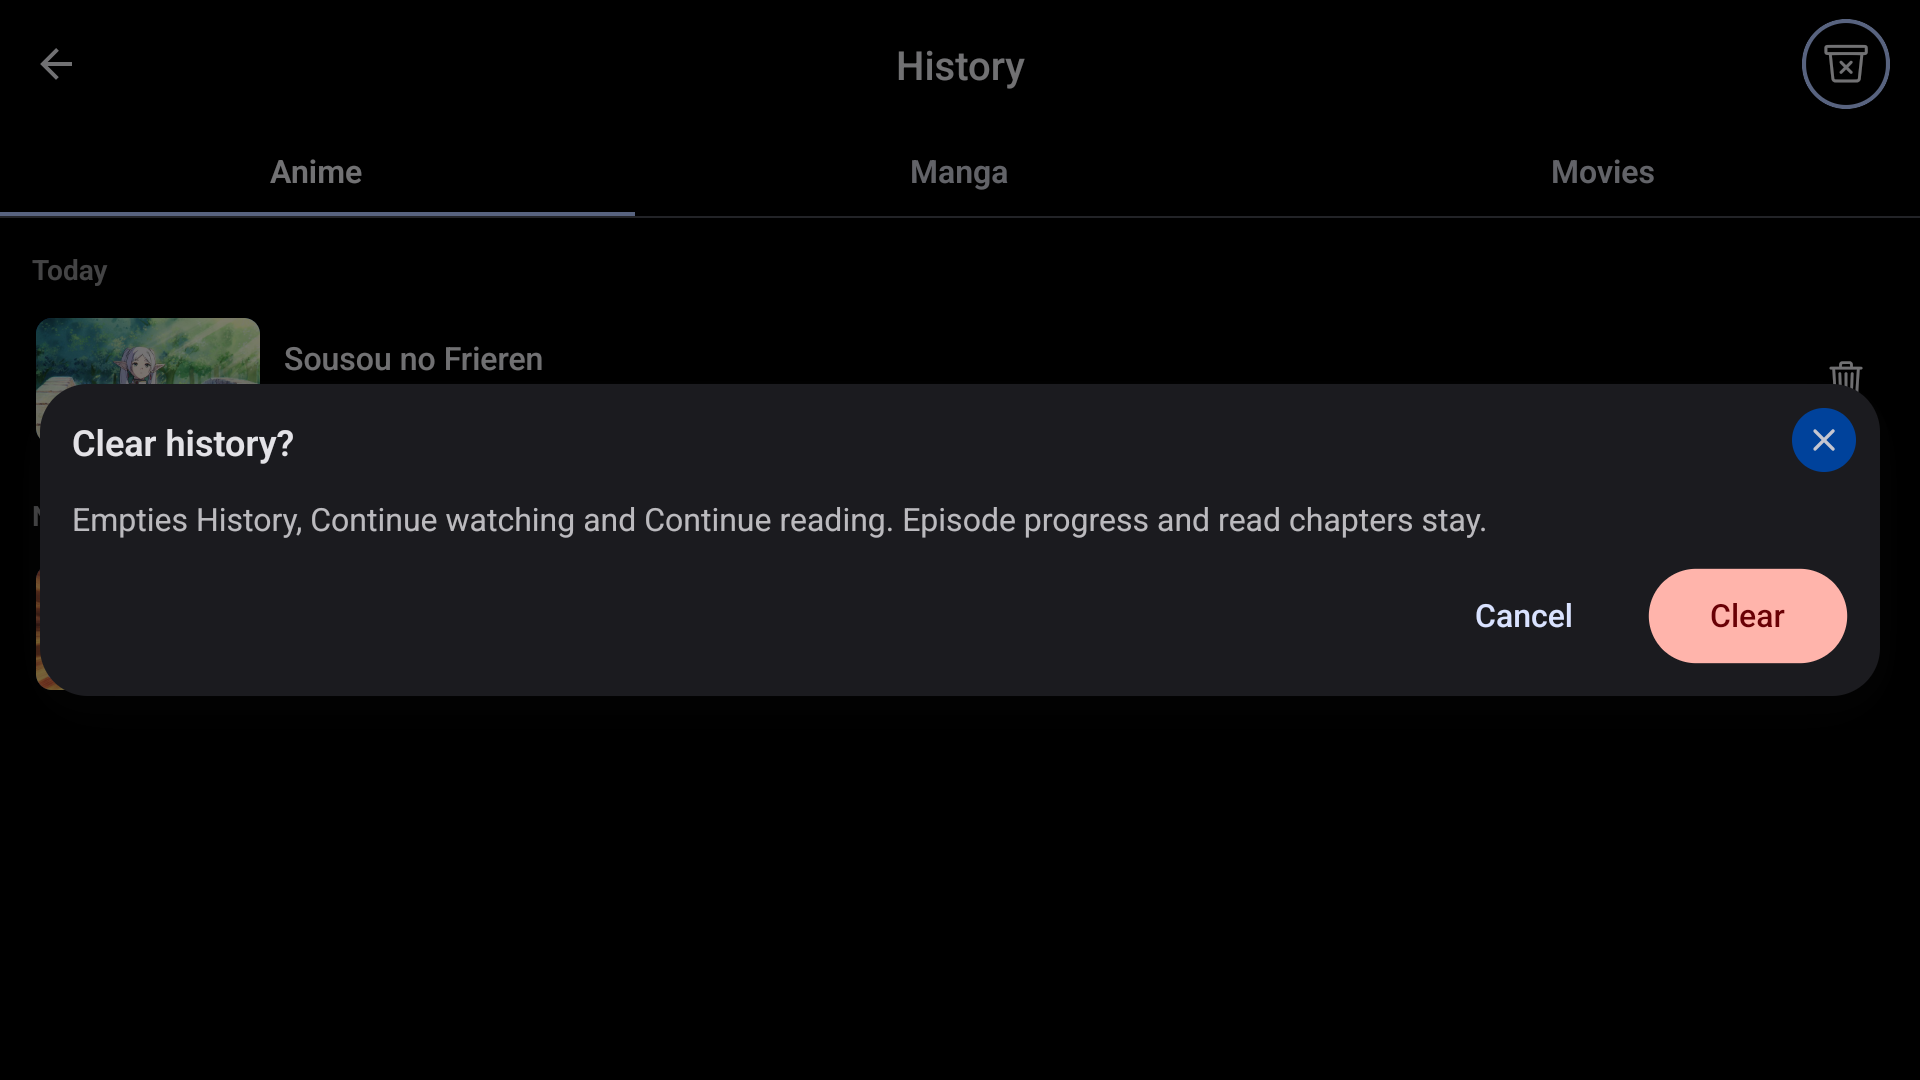 History
Anime
Manga
Movies
Today
Sousou no Frieren
Clear history?
Empties History, Continue watching and Continue reading. Episode progress and read chapters stay.
Cancel
Clear